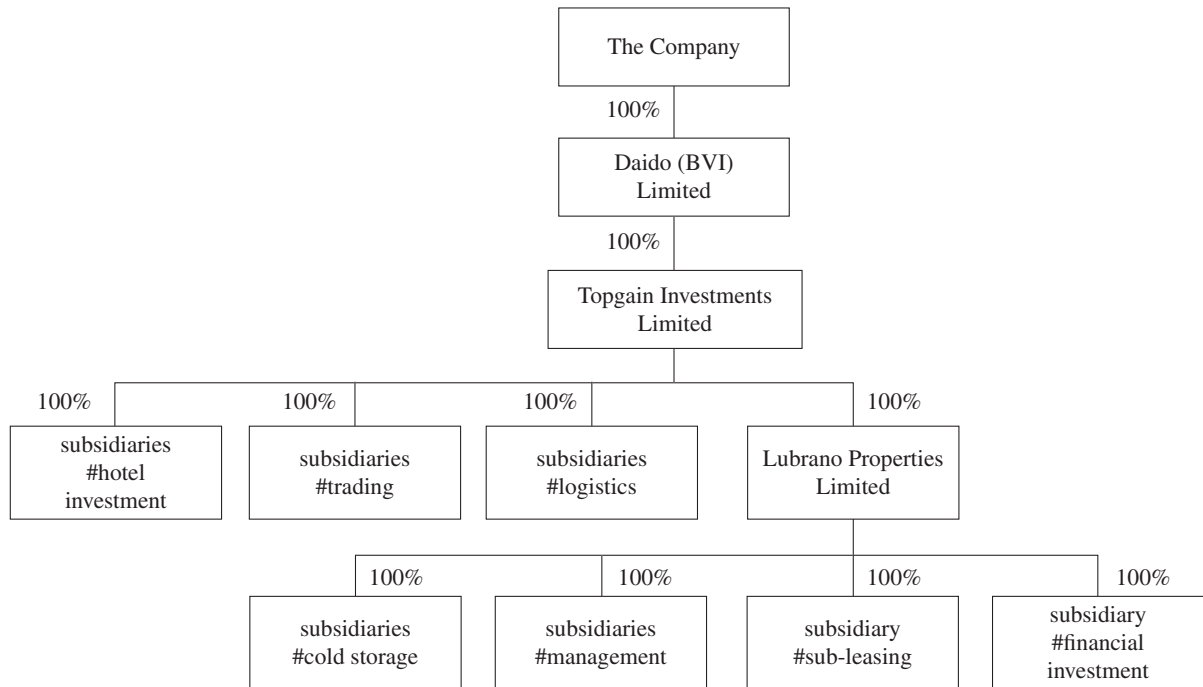 The Company
100%
Daido (BVI)
Limited
100%
Topgain Investments
Limited
100% 100% 100% 100%
subsidiaries
#hotel
investment
subsidiaries
#trading
subsidiaries
#logistics
Lubrano Properties
Limited
100% 100% 100% 100%
subsidiaries
#cold storage
subsidiaries
#management
subsidiary
#sub-leasing
subsidiary
#financial
investment